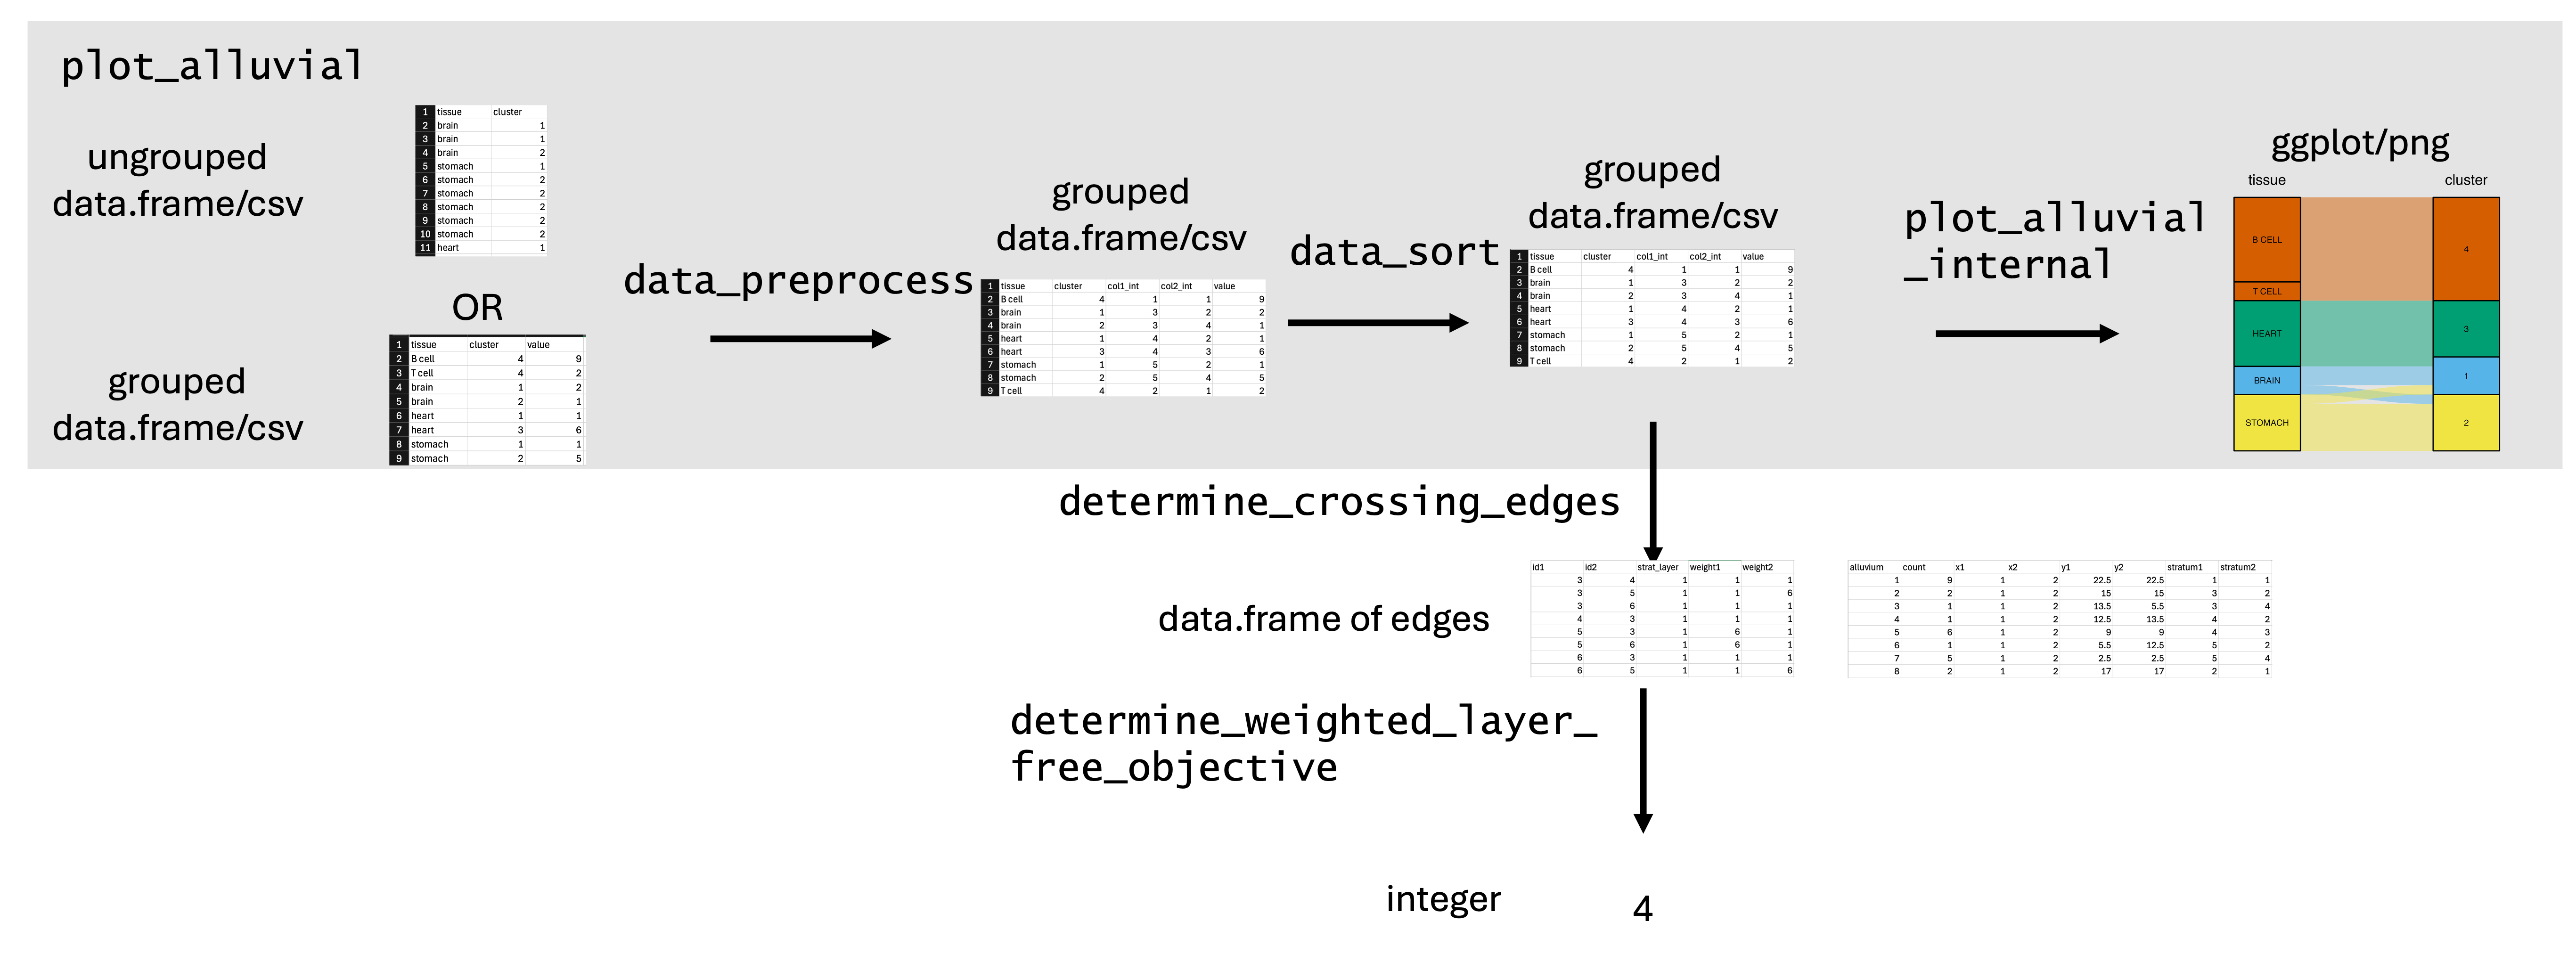 plot_alluvial
ungrouped
data.frame/csv
1 tissue cluster
2 brain 1
3 brain 1
4 brain 2
5 stomach 1
6 stomach 2
7 stomach 2
8 stomach 2
9 stomach 2
10 stomach 2
11 heart 1
OR
grouped
data.frame/csv
1 tissue cluster value
2 B cell 4 9
3 T cell 4 2
4 brain 1 2
5 brain 2 1
6 heart 1 1
7 heart 3 6
8 stomach 1 1
9 stomach 2 5
data_preprocess
grouped
data.frame/csv
1 tissue cluster col1_int col2_int value
2 B cell 4 1 1 9
3 brain 1 3 2 2
4 brain 2 3 4 1
5 heart 1 4 2 1
6 heart 3 4 3 6
7 stomach 1 5 2 1
8 stomach 2 5 4 5
9 T cell 4 2 1 2
data_sort
grouped
data.frame/csv
1 tissue cluster col1_int col2_int value
2 B cell 4 1 1 9
3 brain 1 3 2 2
4 brain 2 3 4 1
5 heart 1 4 2 1
6 heart 3 4 3 6
7 stomach 1 5 2 1
8 stomach 2 5 4 5
9 T cell 4 2 1 2
plot_alluvial
_internal
ggplot/png
tissue cluster
B CELL
T CELL
HEART
BRAIN
STOMACH
4
3
1
2
determine_crossing_edges
data.frame of edges
id1 id2 strat_layer weight1 weight2
3 4 1 1 1
3 5 1 1 6
3 6 1 1 1
4 3 1 1 1
5 3 1 6 1
5 6 1 6 1
6 3 1 1 1
6 5 1 1 6
alluvium count x1 x2 y1 y2 stratum1 stratum2
1 9 1 2 22.5 22.5 1 1
2 2 1 2 15 15 3 2
3 1 1 2 13.5 5.5 3 4
4 1 1 2 12.5 13.5 4 2
5 6 1 2 9 9 4 3
6 1 1 2 5.5 12.5 5 2
7 5 1 2 2.5 2.5 5 4
8 2 1 2 17 17 2 1
determine_weighted_layer_
free_objective
integer 4